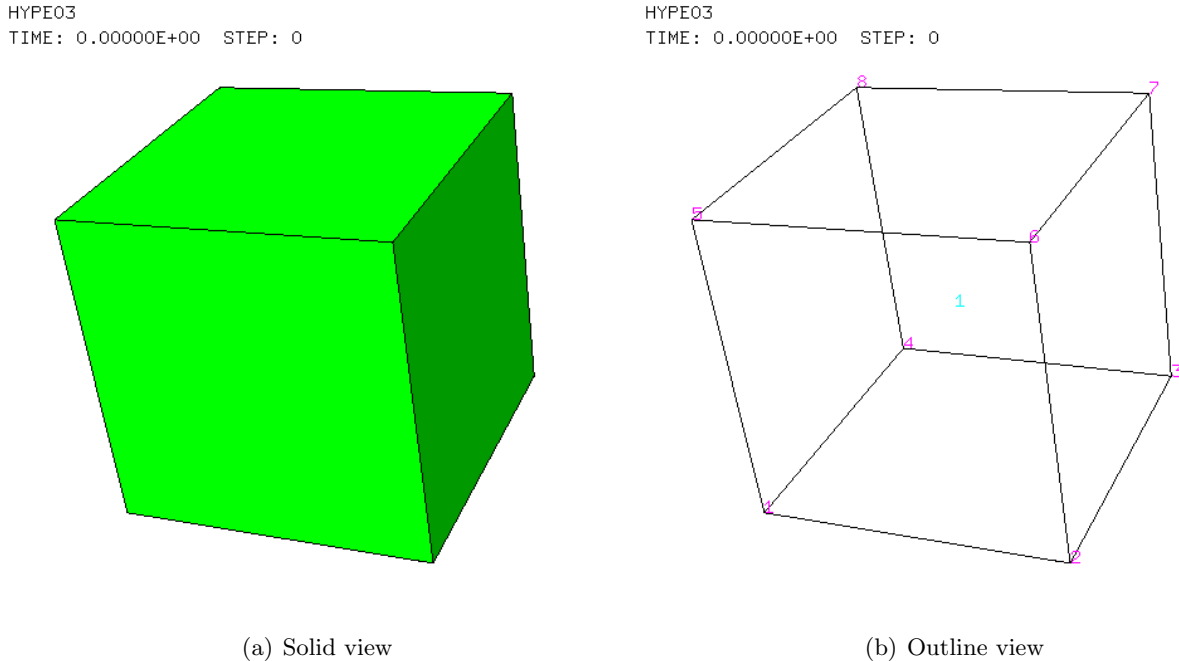 HYPE03
TIME: 0.00000E+00 STEP: 0
HYPE03
TIME: 0.00000E+00 STEP: 0
8
7
5
6
1
4
3
1
2
(a) Solid view
(b) Outline view